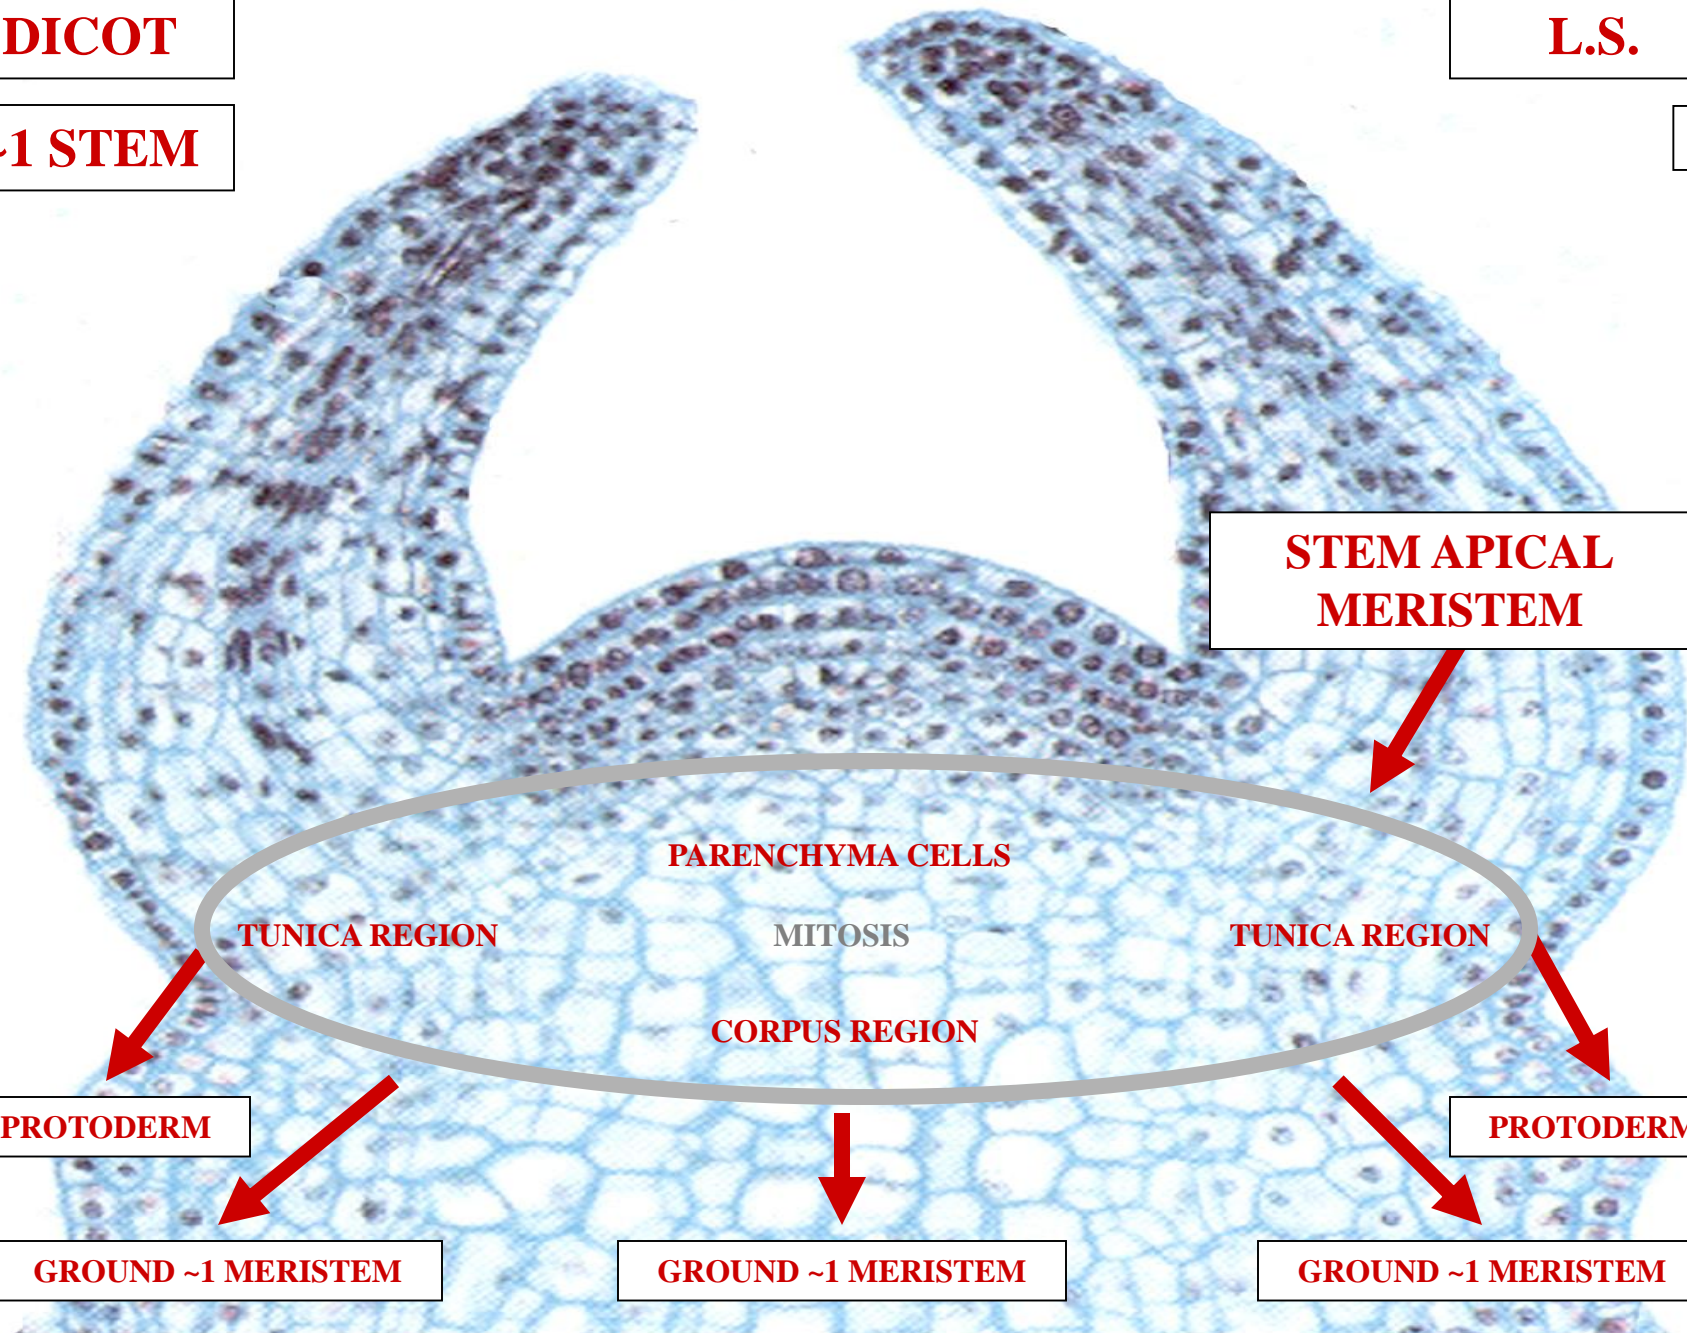 DICOT
L.S.
~1 STEM
STEM APICAL
MERISTEM
PARENCHYMA CELLS
TUNICA REGION
MITOSIS
TUNICA REGION
CORPUS REGION
PROTODERM
PROTODERM
GROUND ~1 MERISTEM
GROUND ~1 MERISTEM
GROUND ~1 MERISTEM